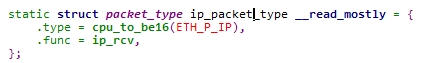 static struct packet_type ip_packet_type __read_mostly = {
    .type = cpu_to_be16(ETH_P_IP),
    .func = ip_rcv,
};